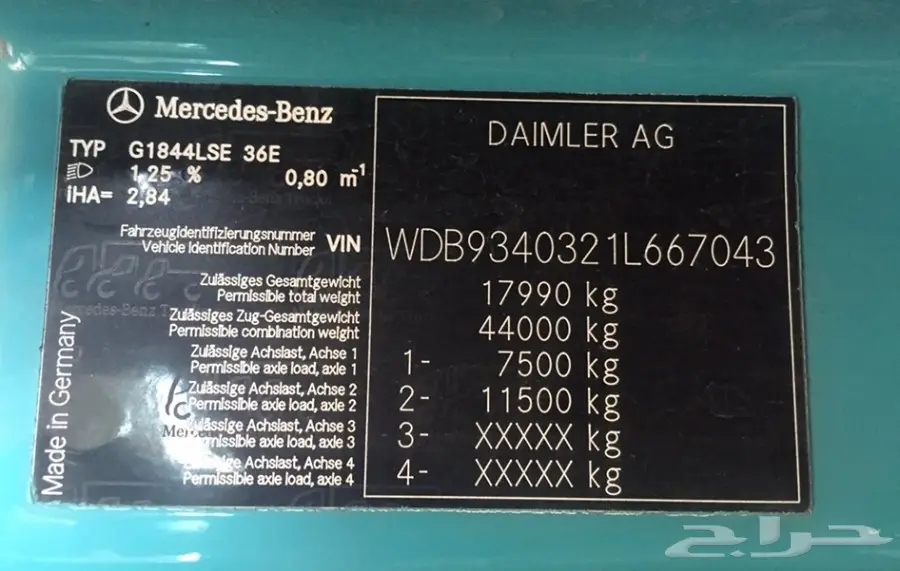 Mercedes-Benz
TYP G1844LSE 36E
1,25 % 0,80 m⁻¹
iHA= 2,84
DAIMLER AG
Fahrzeugidentifizierungsnummer
Vehicle Identification Number VIN WDB9340321L667043
Zulässiges Gesamtgewicht
Permissible total weight 17990 kg
Zulässiges Zug-Gesamtgewicht
Permissible combination weight 44000 kg
Zulässige Achslast, Achse 1
Permissible axle load, axle 1 1- 7500 kg
Zulässige Achslast, Achse 2
Permissible axle load, axle 2 2- 11500 kg
Zulässige Achslast, Achse 3
Permissible axle load, axle 3 3- XXXXX kg
Zulässige Achslast, Achse 4
Permissible axle load, axle 4 4- XXXXX kg
Made in Germany
حراج